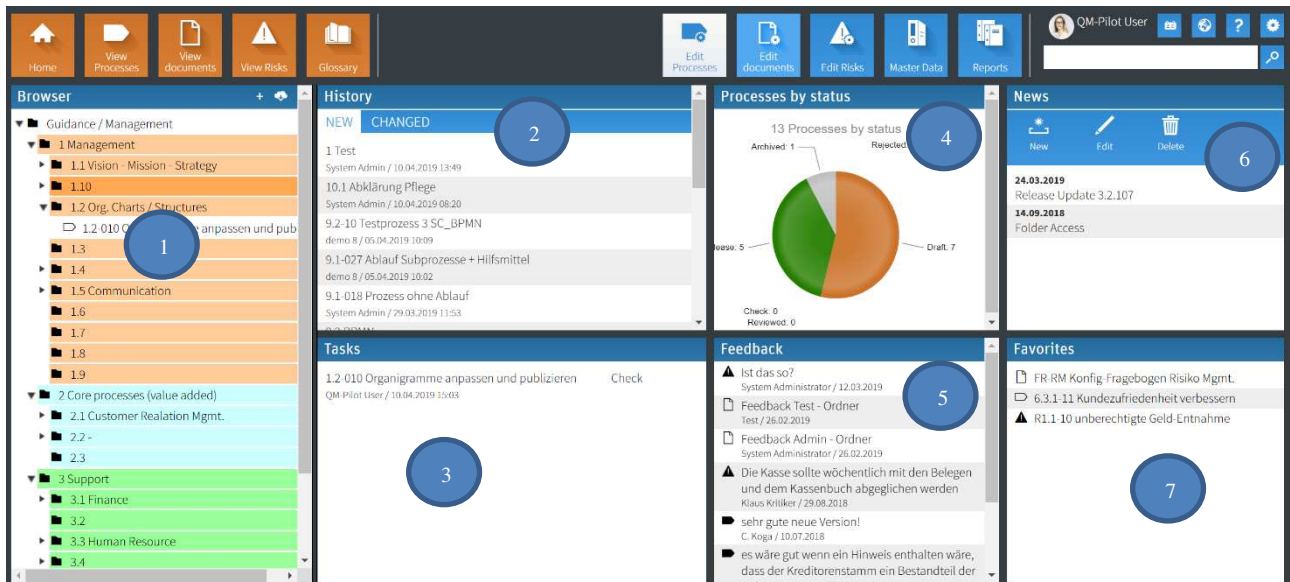 Home
View
Processes
View
documents
View Risks
Glossary
Edit
Processes
Edit
documents
Edit Risks
Master Data
Reports
QM-Pilot User
?
Browser
+
Guidance / Management
1 Management
1.1 Vision - Mission - Strategy
1.10
1.2 Org. Charts / Structures
1.2-010 O e anpassen und pub
1.3
1.4
1.5 Communication
1.6
1.7
1.8
1.9
2 Core processes (value added)
2.1 Customer Realation Mgmt.
2.2 -
2.3
3 Support
3.1 Finance
3.2
3.3 Human Resource
3.4
1
History
NEW CHANGED
2
1 Test
System Admin / 10.04.2019 13:49
10.1 Abklärung Pflege
System Admin / 10.04.2019 08:20
9.2-10 Testprozess 3 SC_BPMN
demo 8 / 05.04.2019 10:09
9.1-027 Ablauf Subprozesse + Hilfsmittel
demo 8 / 05.04.2019 10:02
9.1-018 Prozess ohne Ablauf
System Admin / 29.03.2019 11:53
Tasks
1.2-010 Organigramme anpassen und publizieren Check
QM-Pilot User / 10.04.2019 15:03
3
Processes by status
13 Processes by status
4
Archived: 1
Rejected
ease: 5
Draft: 7
Check: 0
Reviewed: 0
Feedback
Ist das so?
System Administrator / 12.03.2019
Feedback Test - Ordner
Test / 26.02.2019
5
Feedback Admin - Ordner
System Administrator / 26.02.2019
Die Kasse sollte wöchentlich mit den Belegen
und dem Kassenbuch abgeglichen werden
Klaus Kritiker / 29.08.2018
sehr gute neue Version!
C. Koga / 10.07.2018
es wäre gut wenn ein Hinweis enthalten wäre,
dass der Kreditorenstamm ein Bestandteil der
News
New
Edit
Delete
6
24.03.2019
Release Update 3.2.107
14.09.2018
Folder Access
Favorites
FR-RM Konfig-Fragebogen Risiko Mgmt.
6.3.1-11 Kundezufriedenheit verbessern
R1.1-10 unberechtigte Geld-Entnahme
7